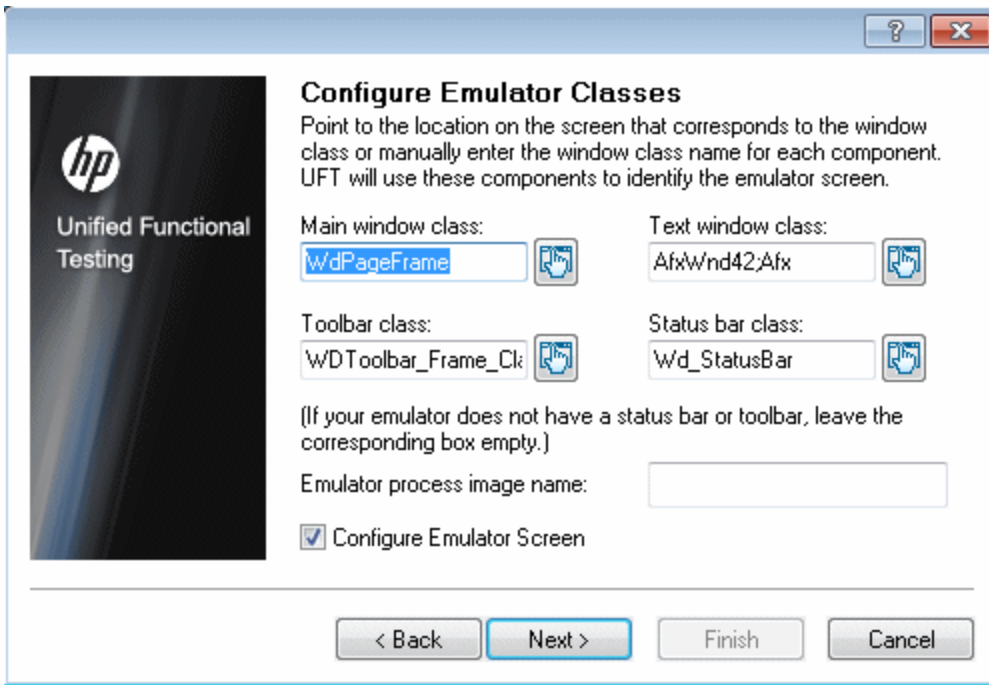 ?
hp
Unified Functional
Testing
Configure Emulator Classes
Point to the location on the screen that corresponds to the window
class or manually enter the window class name for each component.
UFT will use these components to identify the emulator screen.
Main window class:
Text window class:
WdPageFrame
AfxWnd42;Afx
Toolbar class:
Status bar class:
WDToolbar_Frame_Cla
Wd_StatusBar
(If your emulator does not have a status bar or toolbar, leave the
corresponding box empty.)
Emulator process image name:
Configure Emulator Screen
< Back
Next >
Finish
Cancel